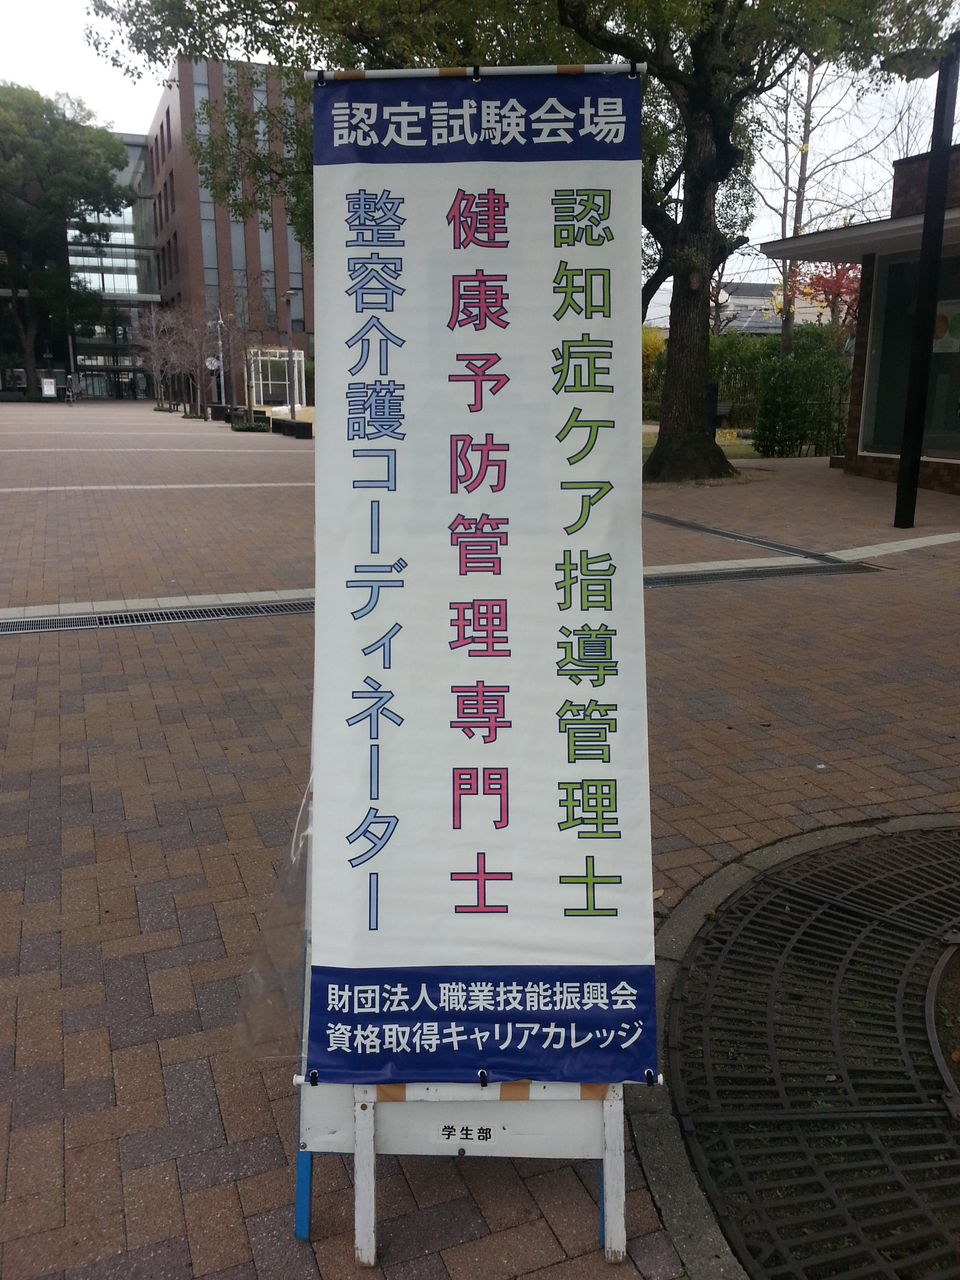 認定試験会場
認知症ケア指導管理士
健康予防管理専門士
整容介護コーディネーター
財団法人職業技能振興会
資格取得キャリアカレッジ
学生部